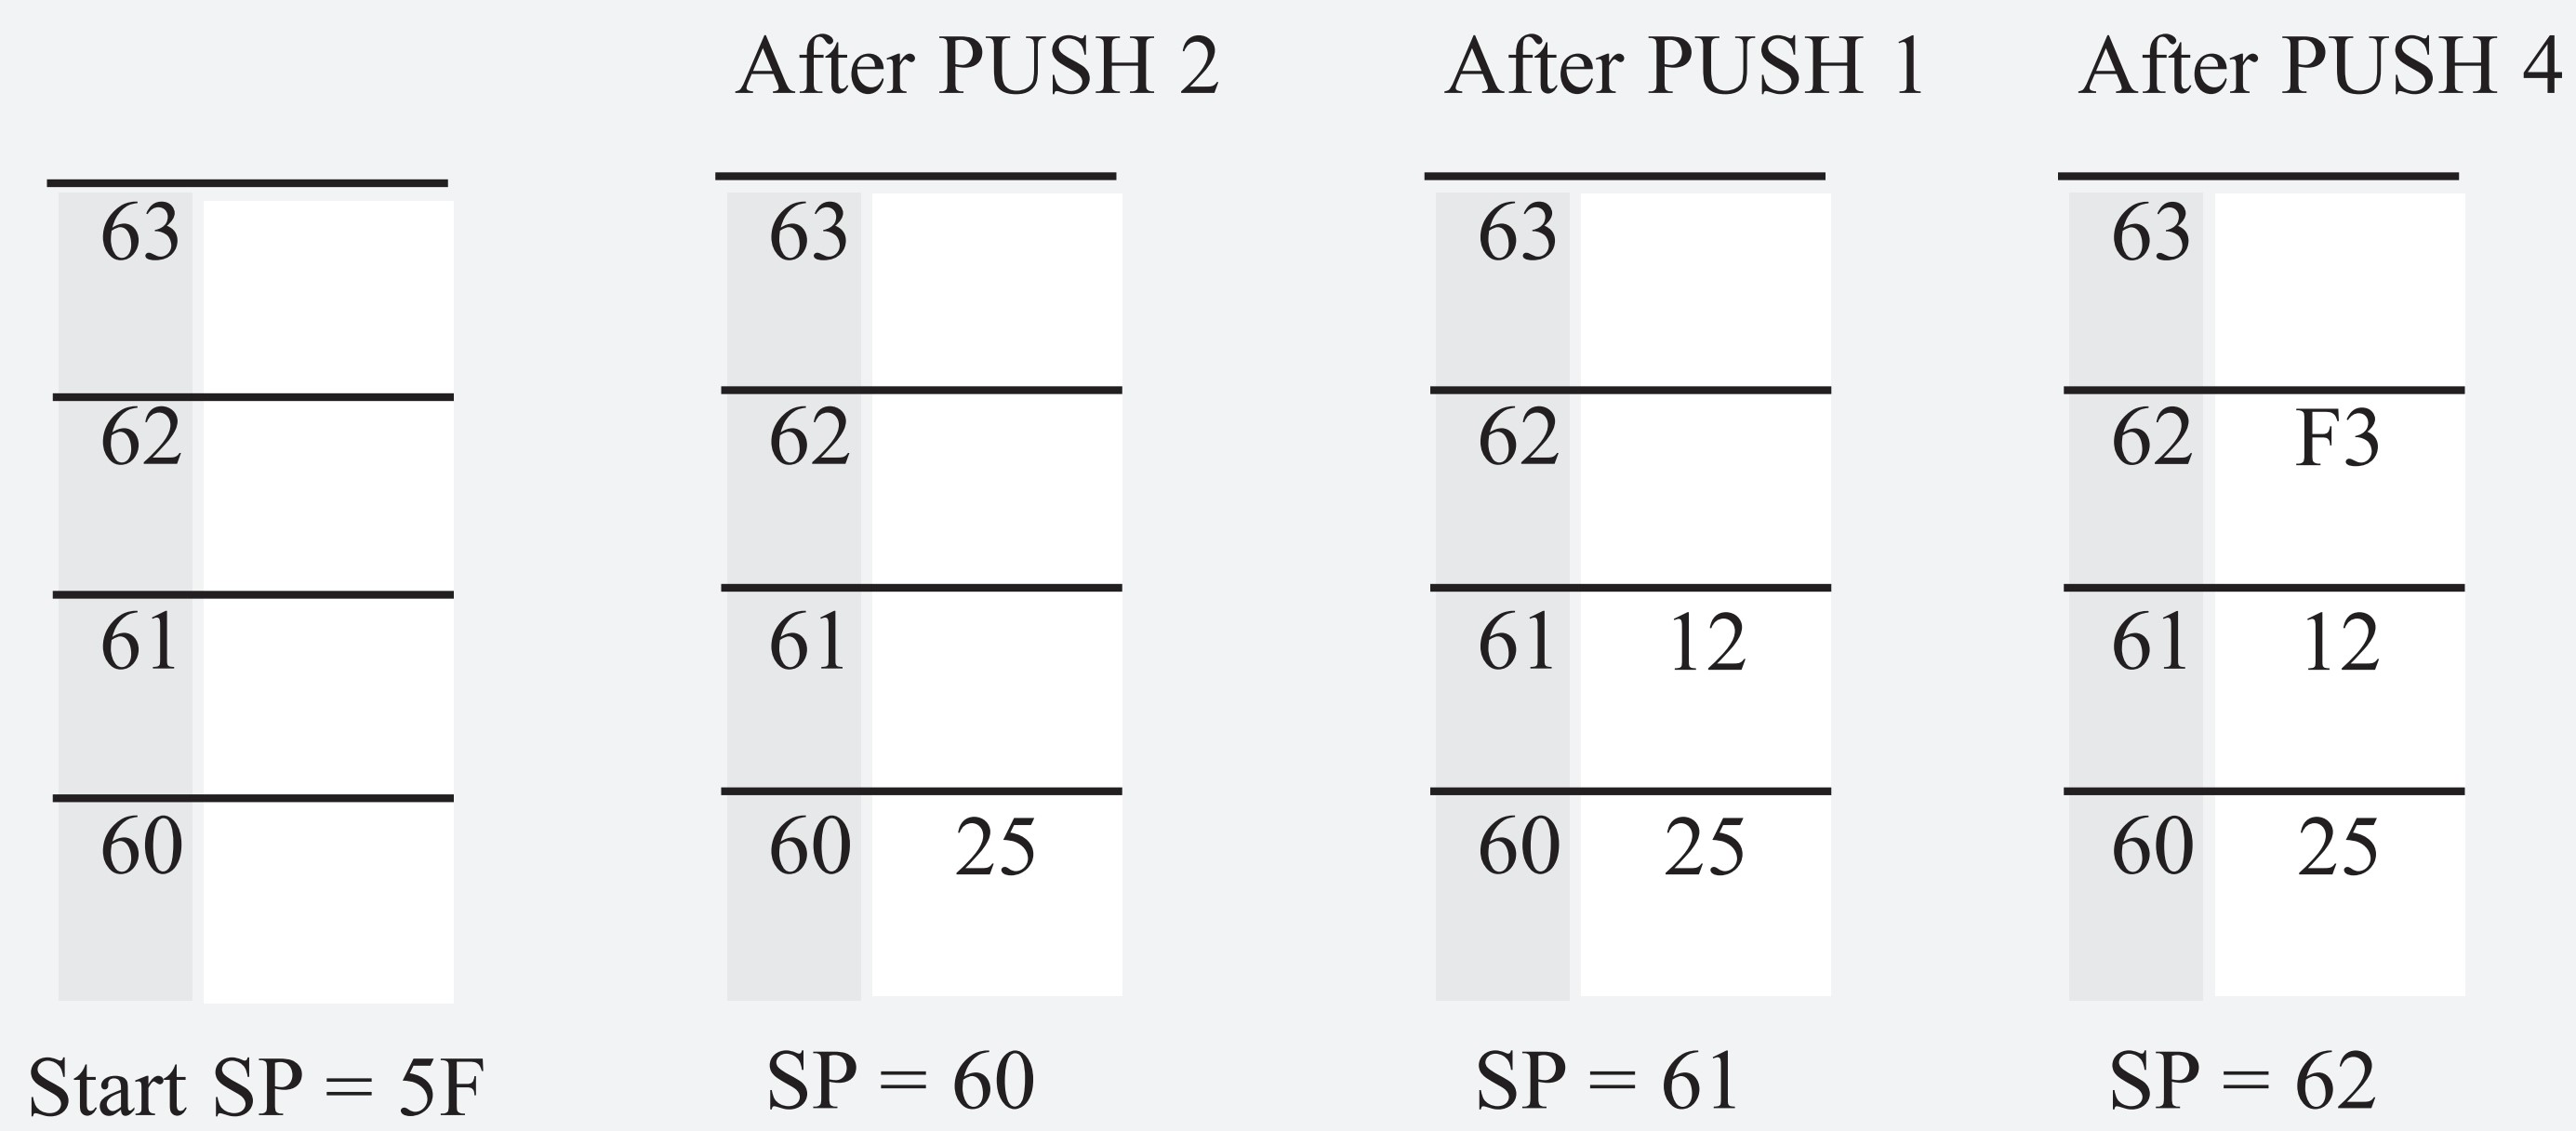 After PUSH 2 After PUSH 1 After PUSH 4
63 63 63 63
62 62 62 62 F3
61 61 61 12 61 12
60 60 25 60 25 60 25
Start SP = 5F SP = 60 SP = 61 SP = 62